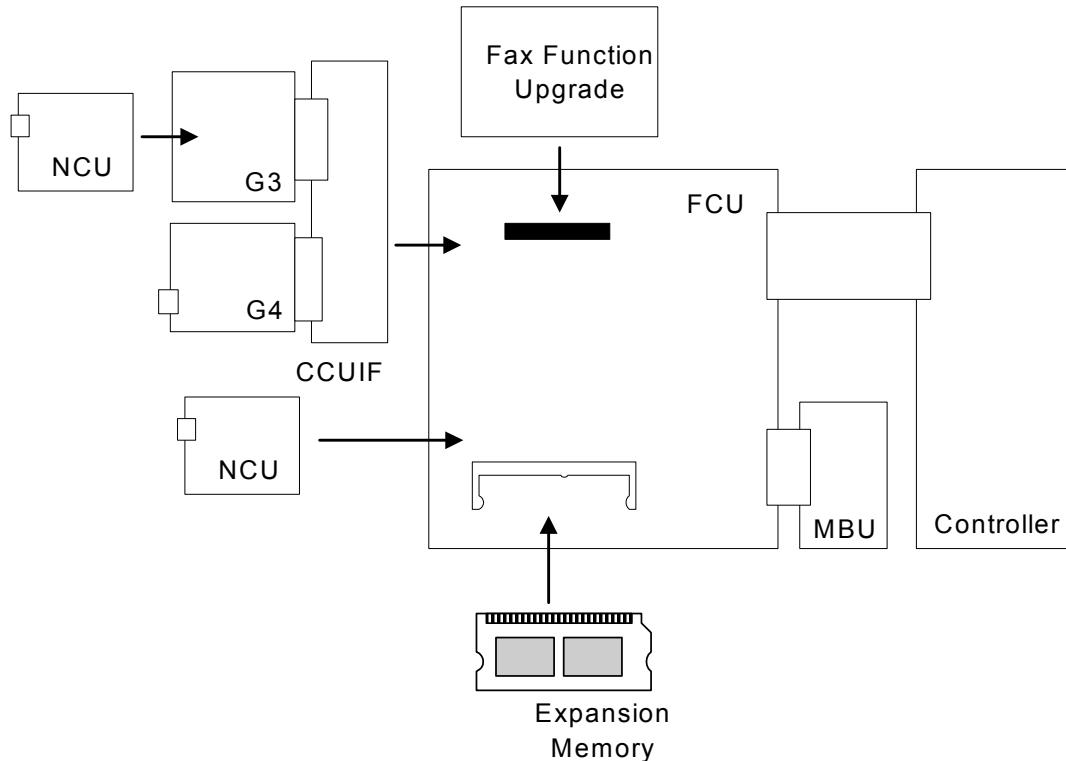 Fax Function
Upgrade
NCU
G3
FCU
G4
CCUIF
NCU
MBU
Controller
Expansion
Memory